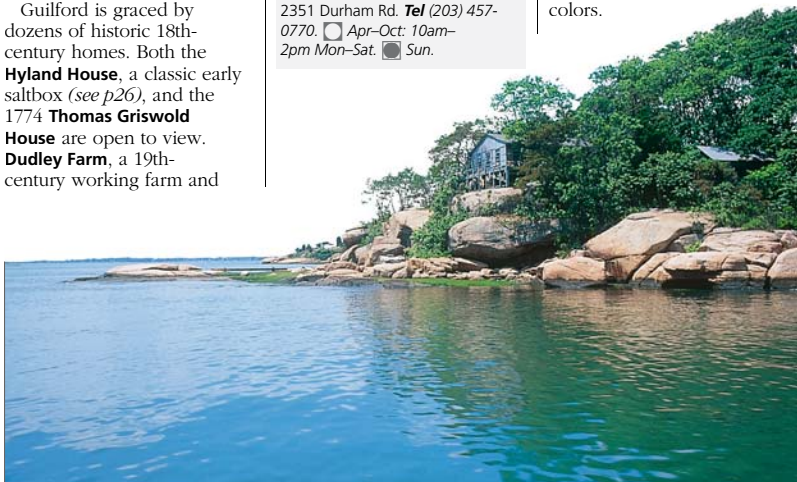 Guilford is graced by
dozens of historic 18th-
century homes. Both the
Hyland House, a classic early
saltbox (see p26), and the
1774 Thomas Griswold
House are open to view.
Dudley Farm, a 19th-
century working farm and
2351 Durham Rd. Tel (203) 457-
0770. Apr–Oct: 10am–
2pm Mon–Sat. Sun.
colors.